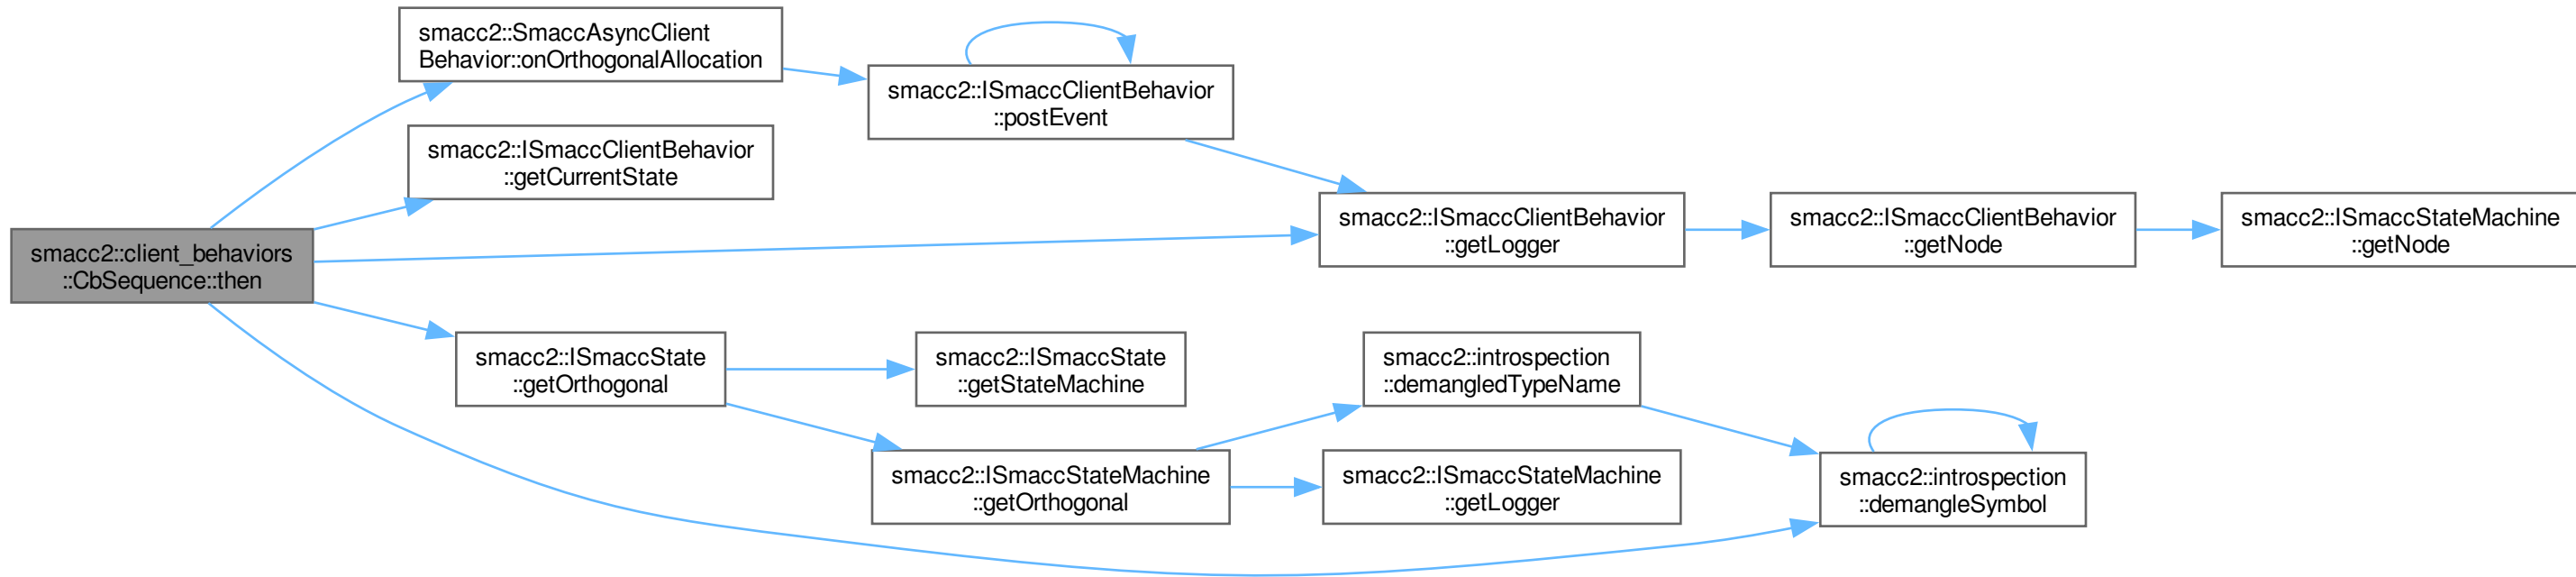 smacc2::SmaccAsyncClient
Behavior::onOrthogonalAllocation
smacc2::ISmaccClientBehavior
::postEvent
smacc2::ISmaccClientBehavior
::getCurrentState
smacc2::client_behaviors
::CbSequence::then
smacc2::ISmaccClientBehavior
::getLogger
smacc2::ISmaccClientBehavior
::getNode
smacc2::ISmaccStateMachine
::getNode
smacc2::ISmaccState
::getOrthogonal
smacc2::ISmaccState
::getStateMachine
smacc2::introspection
::demangledTypeName
smacc2::ISmaccStateMachine
::getOrthogonal
smacc2::ISmaccStateMachine
::getLogger
smacc2::introspection
::demangleSymbol